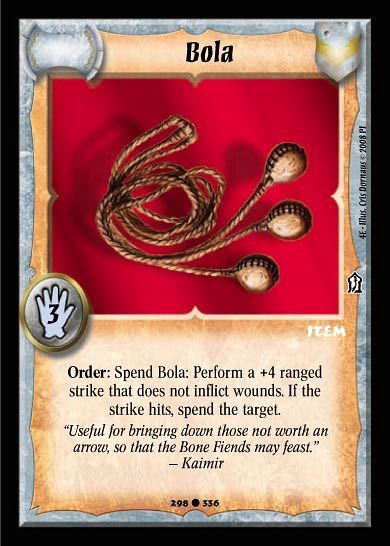 Bola
4E • Illus. Cris Dornaus © 2008 PI
3
ITEM
Order: Spend Bola: Perform a +4 ranged
strike that does not inflict wounds. If the
strike hits, spend the target.
“Useful for bringing down those not worth an
arrow, so that the Bone Fiends may feast.”
– Kaimir
298 ● 336